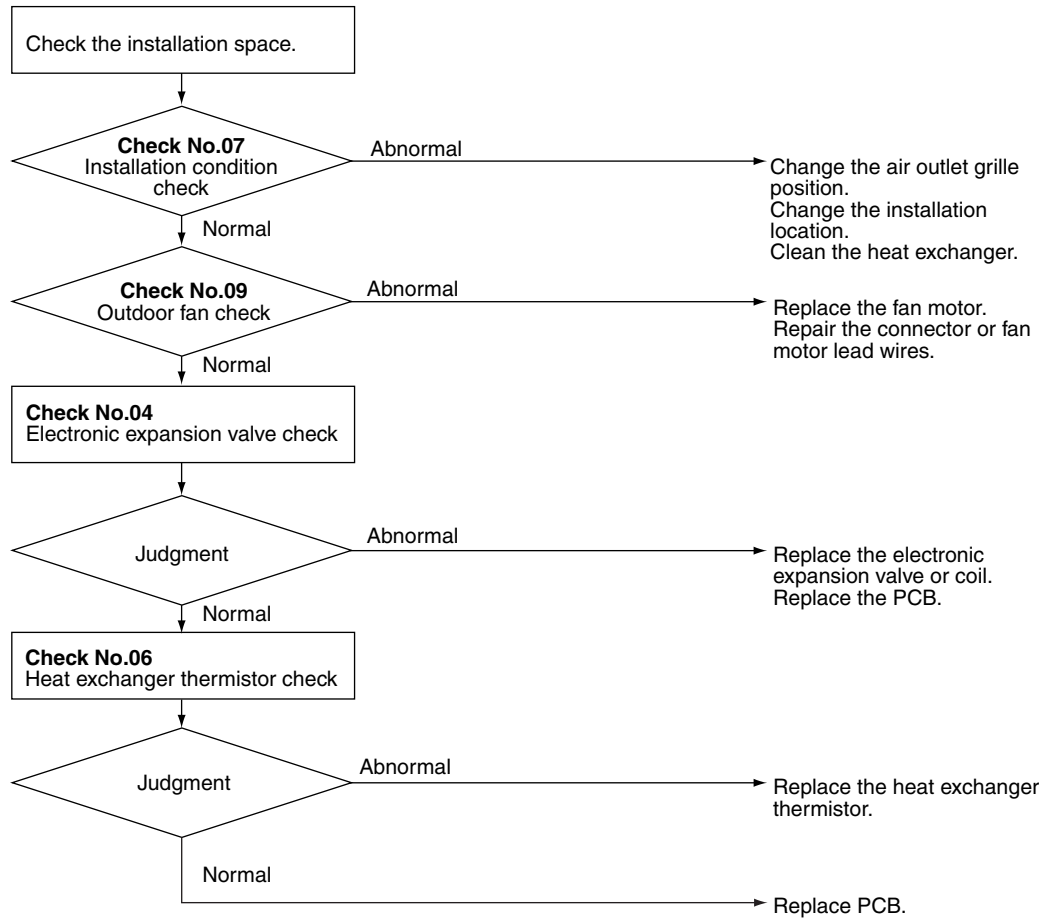 Check the installation space.
Check No.07
Installation condition
check
Abnormal
Change the air outlet grille
position.
Change the installation
location.
Clean the heat exchanger.
Normal
Check No.09
Outdoor fan check
Abnormal
Replace the fan motor.
Repair the connector or fan
motor lead wires.
Normal
Check No.04
Electronic expansion valve check
Judgment
Abnormal
Replace the electronic
expansion valve or coil.
Replace the PCB.
Normal
Check No.06
Heat exchanger thermistor check
Judgment
Abnormal
Replace the heat exchanger
thermistor.
Normal
Replace PCB.